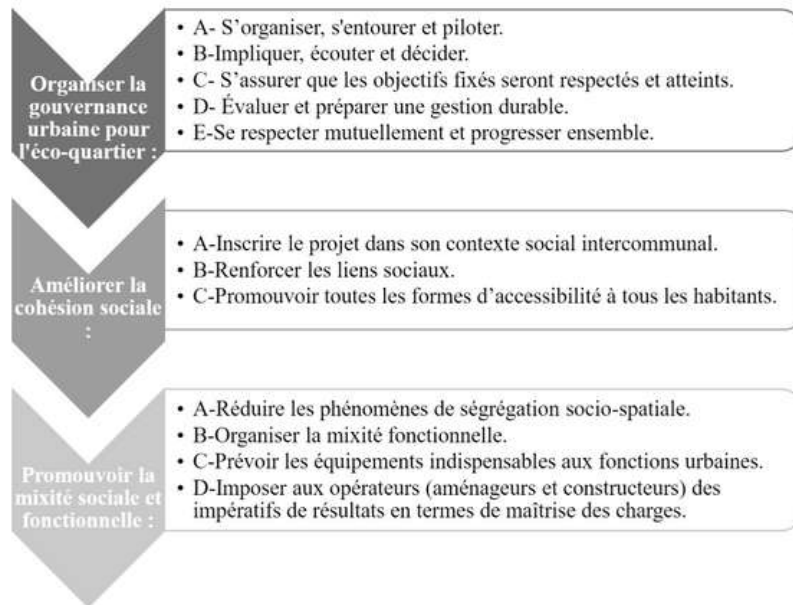 Organiser la
gouvernance
urbaine pour
l'éco-quartier :
• A- S’organiser, s'entourer et piloter.
• B-Impliquer, écouter et décider.
• C- S’assurer que les objectifs fixés seront respectés et atteints.
• D- Évaluer et préparer une gestion durable.
• E-Se respecter mutuellement et progresser ensemble.
Améliorer la
cohésion sociale
:
• A-Inscrire le projet dans son contexte social intercommunal.
• B-Renforcer les liens sociaux.
• C-Promouvoir toutes les formes d’accessibilité à tous les habitants.
Promouvoir la
mixité sociale et
fonctionnelle :
• A-Réduire les phénomènes de ségrégation socio-spatiale.
• B-Organiser la mixité fonctionnelle.
• C-Prévoir les équipements indispensables aux fonctions urbaines.
• D-Imposer aux opérateurs (aménageurs et constructeurs) des
impératifs de résultats en termes de maîtrise des charges.